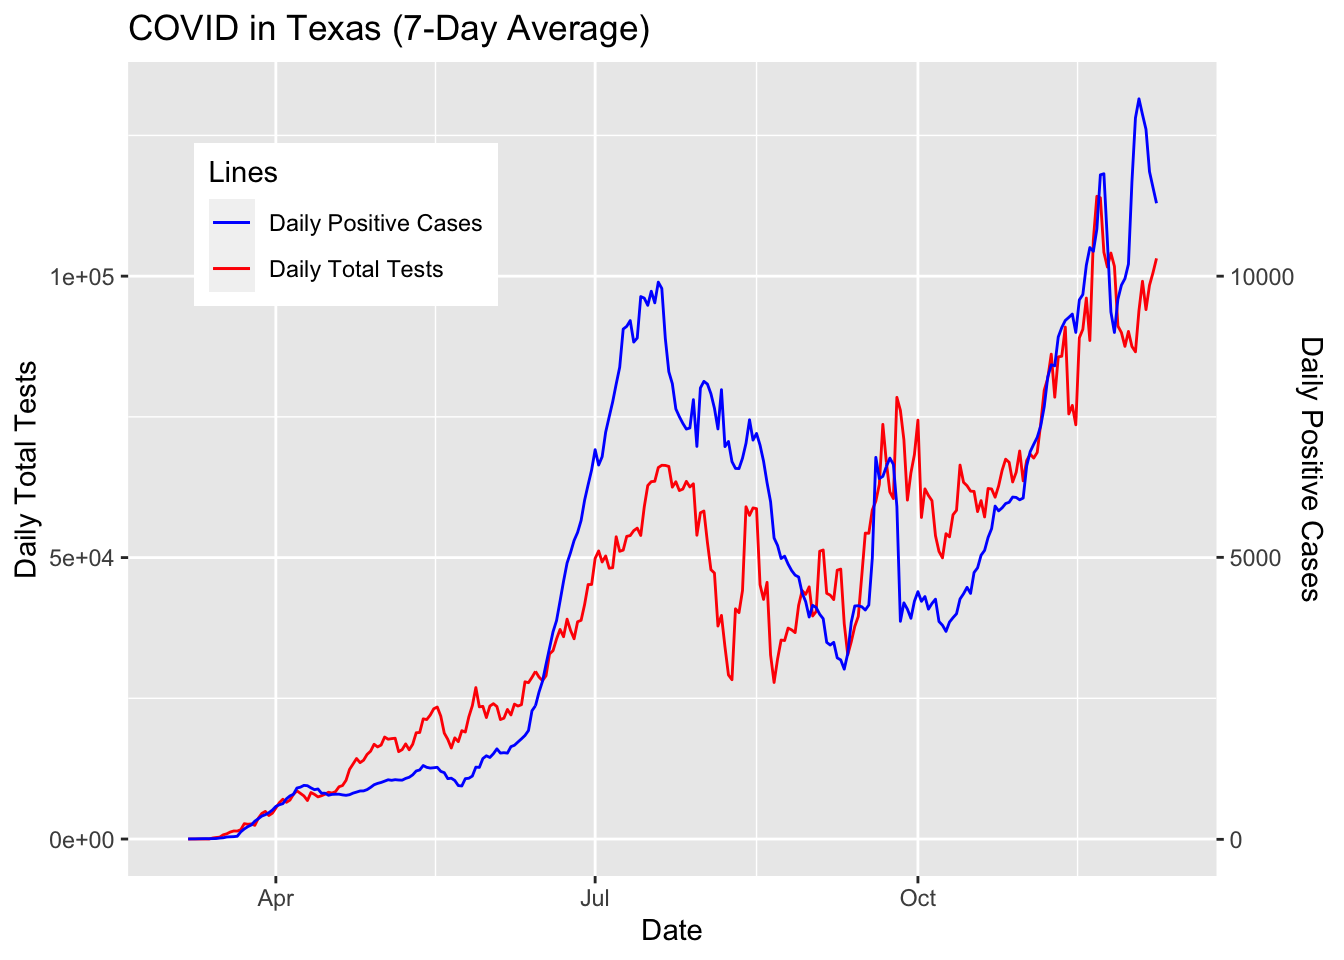 COVID in Texas (7-Day Average)
Lines
Daily Positive Cases
Daily Total Tests
1e+05
5e+04
0e+00
Daily Total Tests
10000
5000
0
Daily Positive Cases
Apr
Jul
Oct
Date